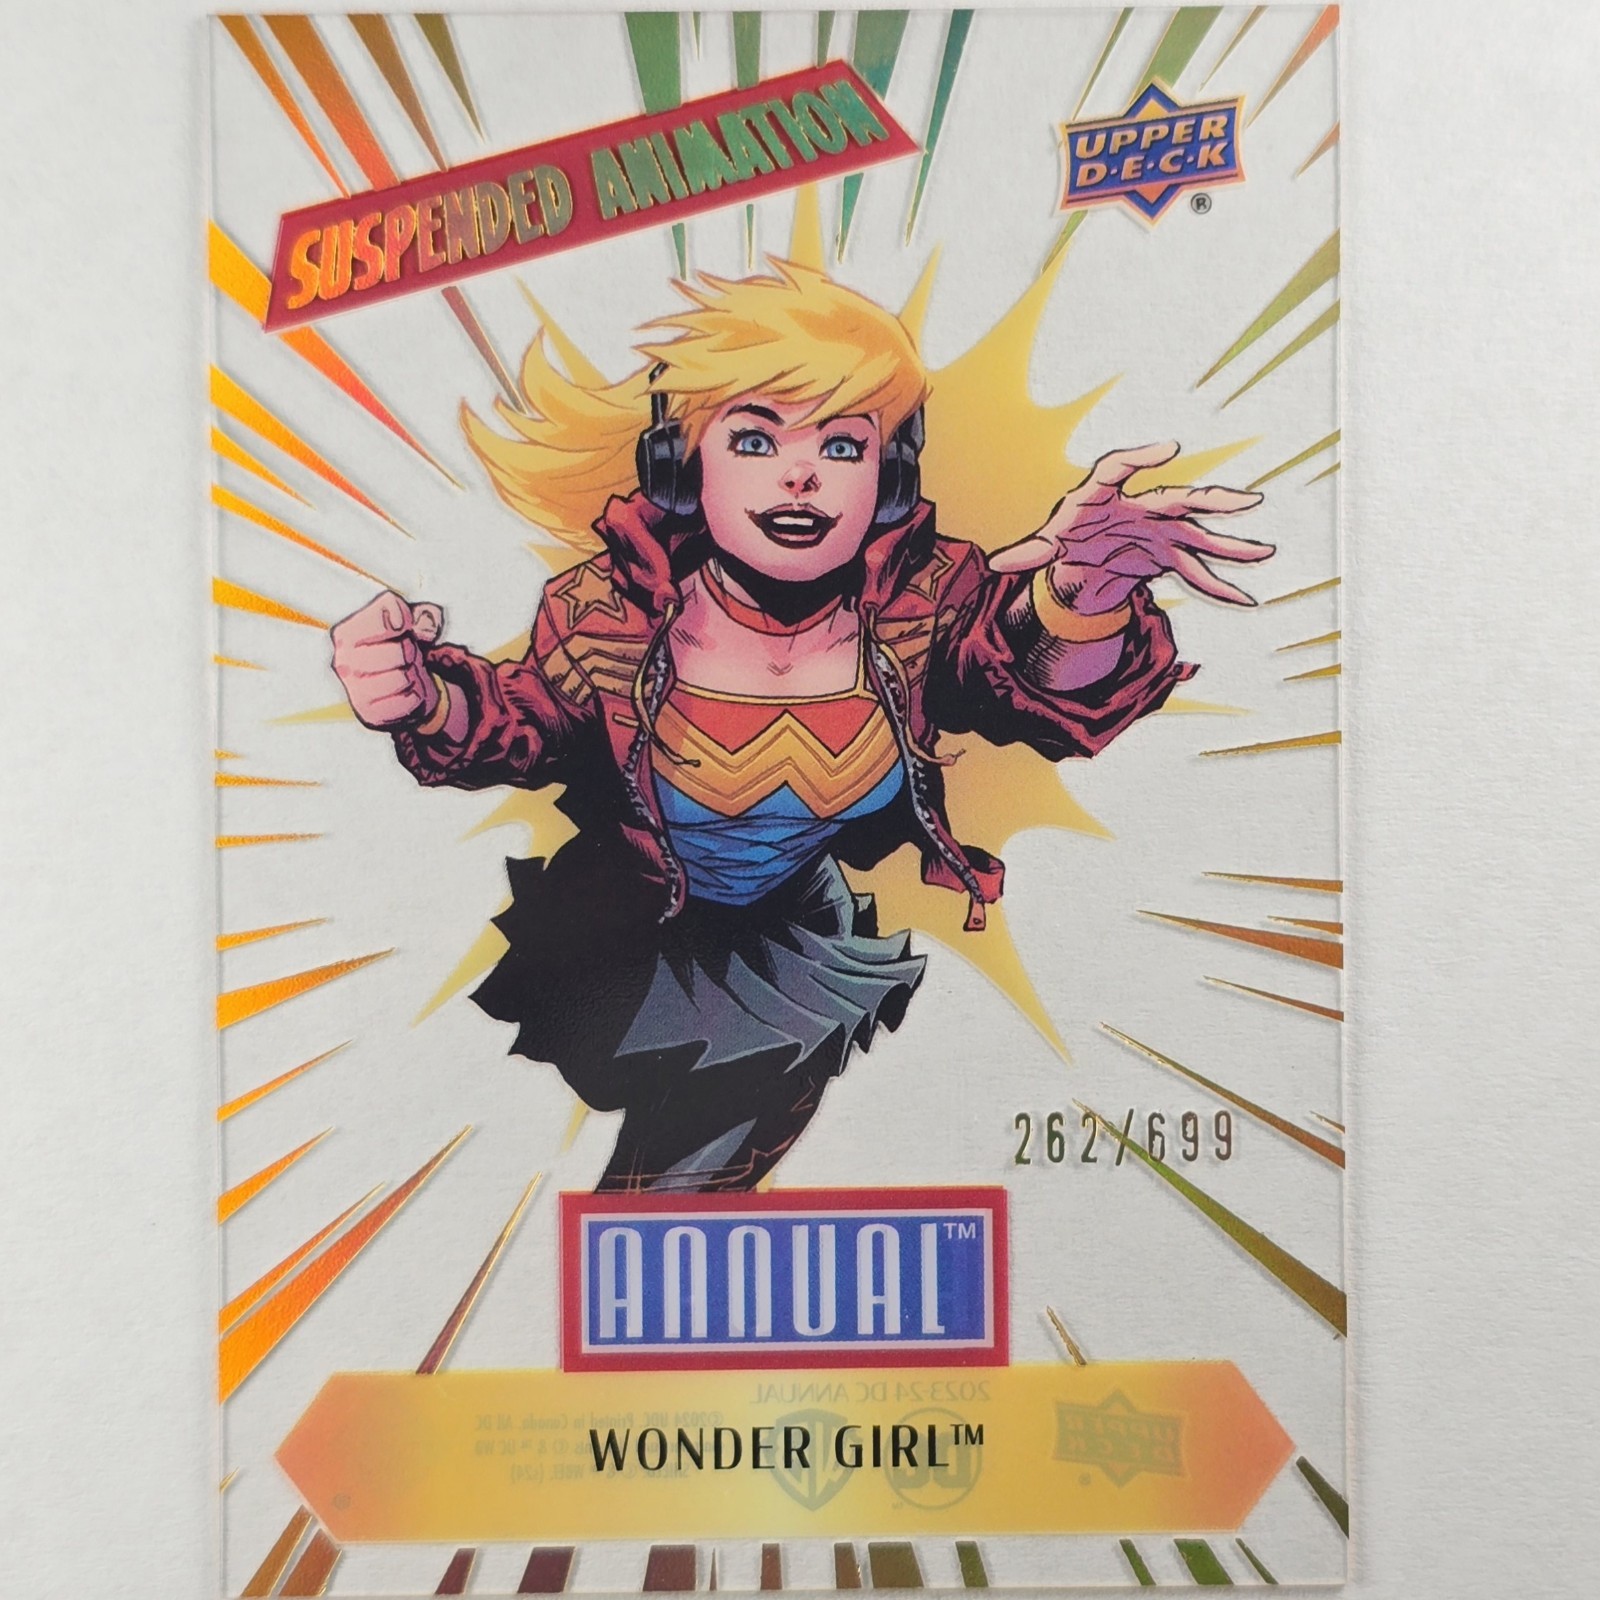 SUSPENDED ANIMATION
UPPER
D·E·C·K
®
262/699
ANNUAL™
2023-24 DC ANNUAL
WONDER GIRL™